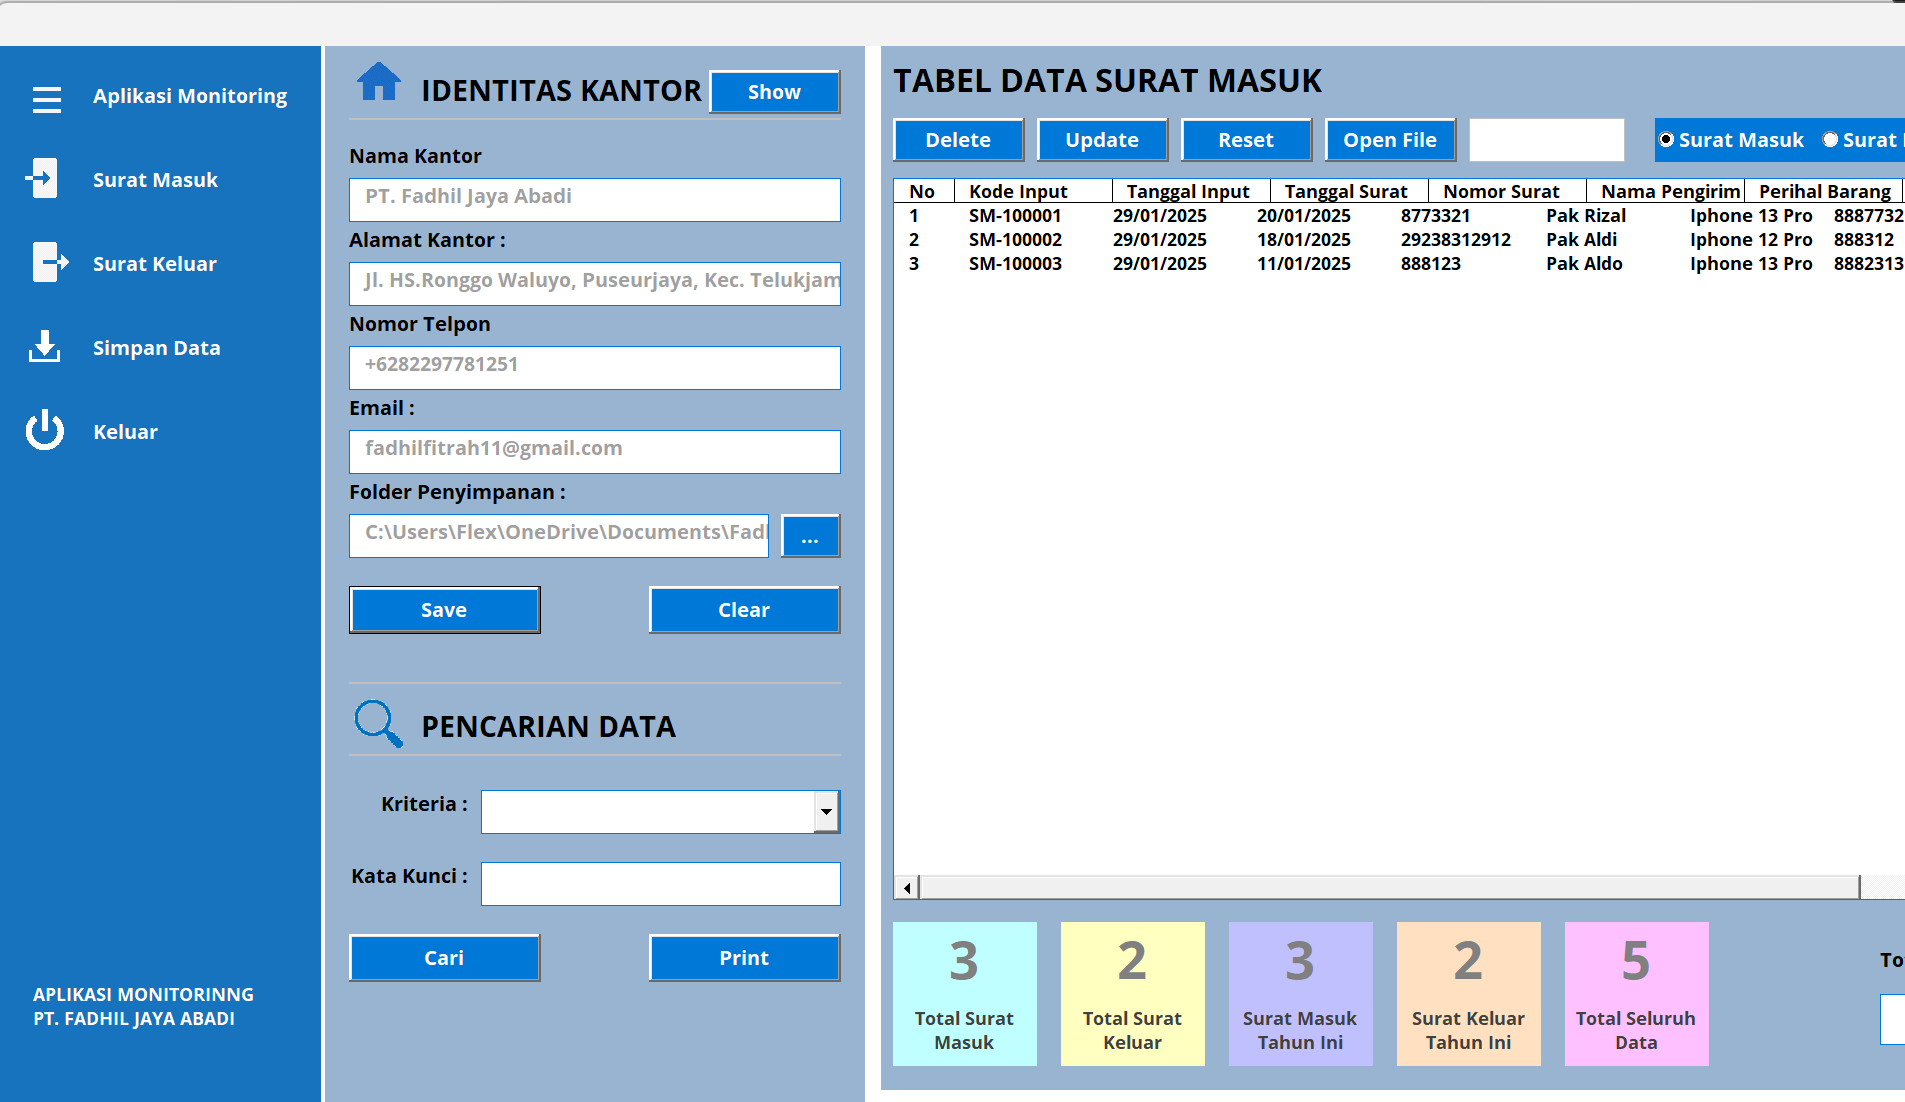 Aplikasi Monitoring
Surat Masuk
Surat Keluar
Simpan Data
Keluar
APLIKASI MONITORINNG
PT. FADHIL JAYA ABADI
IDENTITAS KANTOR
Show
Nama Kantor
PT. Fadhil Jaya Abadi
Alamat Kantor :
Jl. HS.Ronggo Waluyo, Puseurjaya, Kec. Telukjam
Nomor Telpon
+6282297781251
Email :
fadhilfitrah11@gmail.com
Folder Penyimpanan :
C:\Users\Flex\OneDrive\Documents\Fad
...
Save Clear
PENCARIAN DATA
Kriteria :
Kata Kunci :
Cari Print
TABEL DATA SURAT MASUK
Delete Update Reset Open File Surat Masuk Surat
No Kode Input Tanggal Input Tanggal Surat Nomor Surat Nama Pengirim Perihal Barang
1 SM-100001 29/01/2025 20/01/2025 8773321 Pak Rizal Iphone 13 Pro 8887732
2 SM-100002 29/01/2025 18/01/2025 29238312912 Pak Aldi Iphone 12 Pro 888312
3 SM-100003 29/01/2025 11/01/2025 888123 Pak Aldo Iphone 13 Pro 8882313
3
Total Surat
Masuk
2
Total Surat
Keluar
3
Surat Masuk
Tahun Ini
2
Surat Keluar
Tahun Ini
5
Total Seluruh
Data